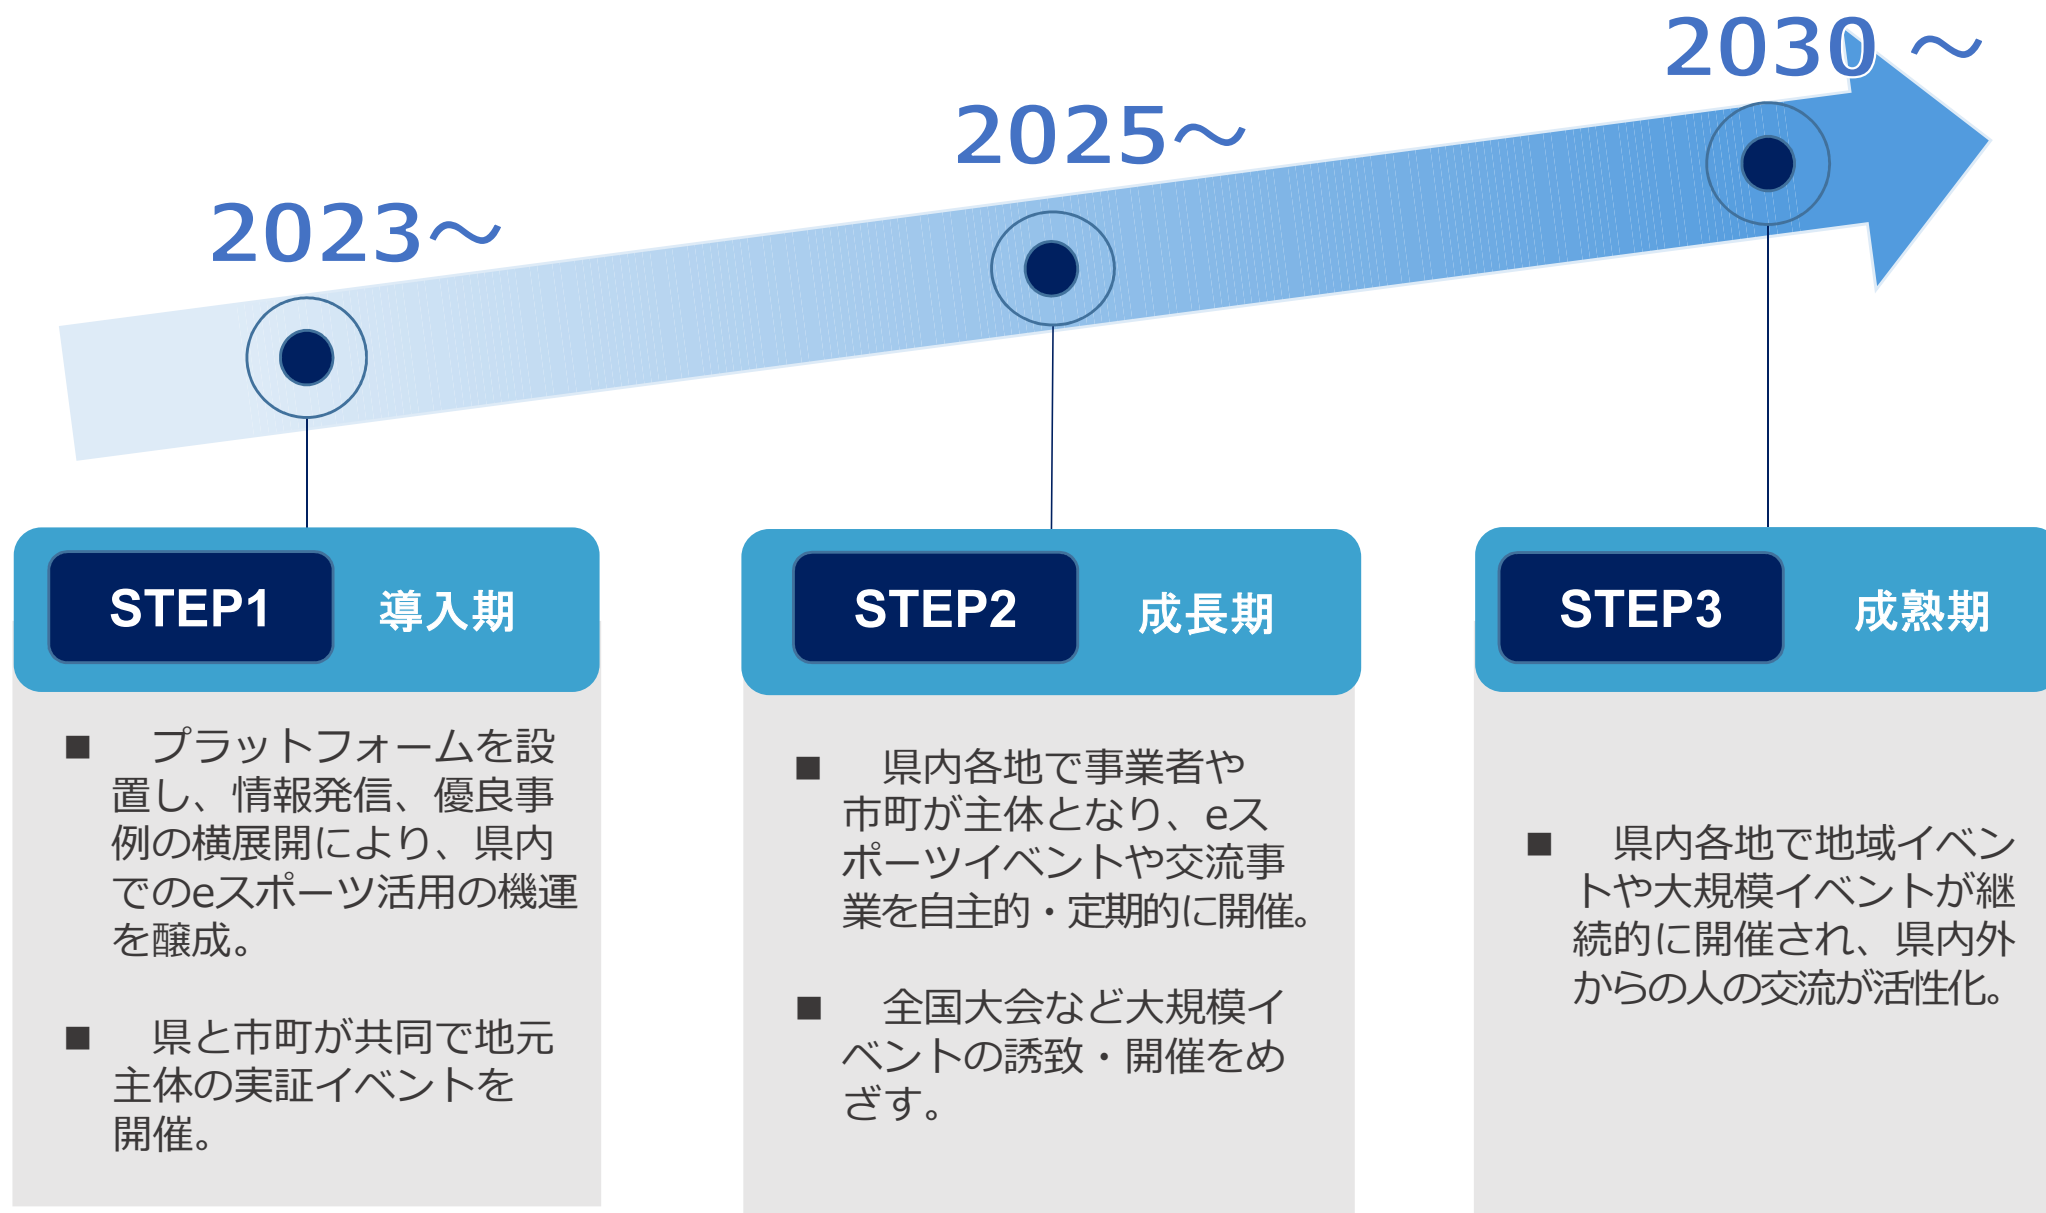 2023～
2025～
2030 ～
STEP1 導入期
■ プラットフォームを設
置し、情報発信、優良事
例の横展開により、県内
でのeスポーツ活用の機運
を醸成。
■ 県と市町が共同で地元
主体の実証イベントを
開催。
STEP2 成長期
■ 県内各地で事業者や
市町が主体となり、eス
ポーツイベントや交流事
業を自主的・定期的に開催。
■ 全国大会など大規模イ
ベントの誘致・開催をめ
ざす。
STEP3 成熟期
■ 県内各地で地域イベン
トや大規模イベントが継
続的に開催され、県内外
からの人の交流が活性化。